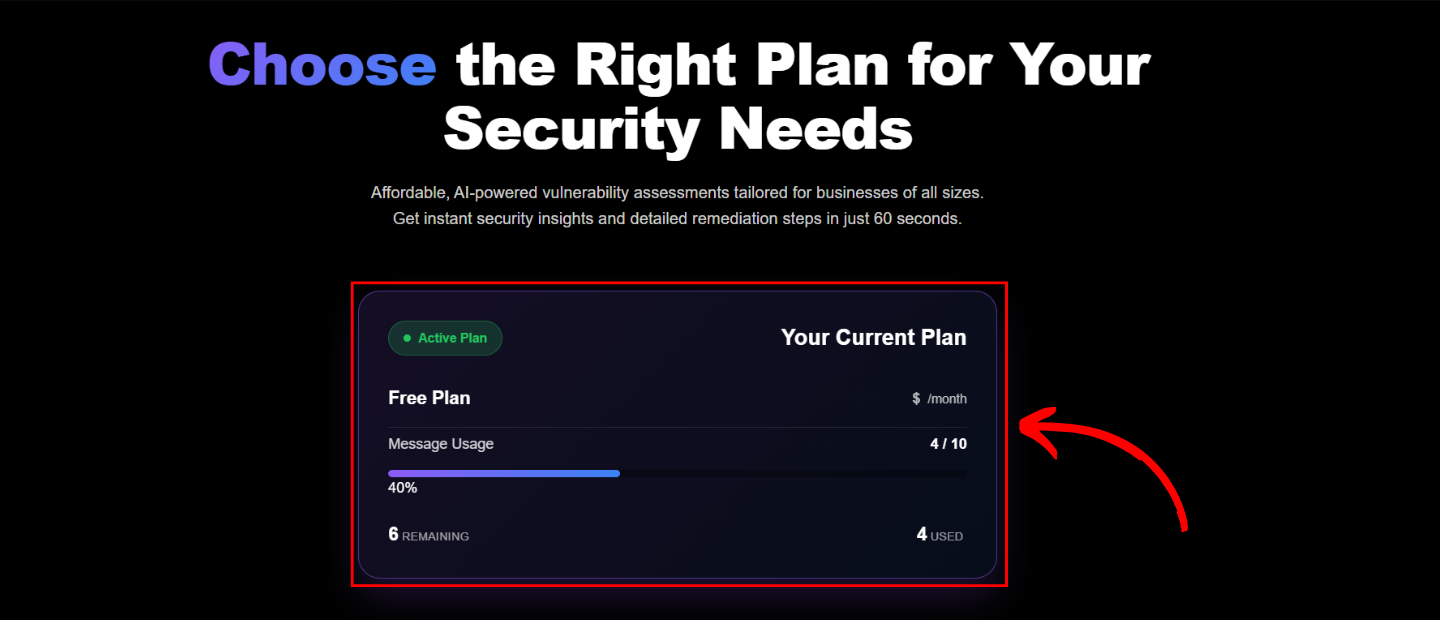 Choose the Right Plan for Your
Security Needs
Affordable, AI-powered vulnerability assessments tailored for businesses of all sizes.
Get instant security insights and detailed remediation steps in just 60 seconds.
Active Plan
Your Current Plan
Free Plan
$ /month
Message Usage
4 / 10
40%
6 REMAINING
4 USED